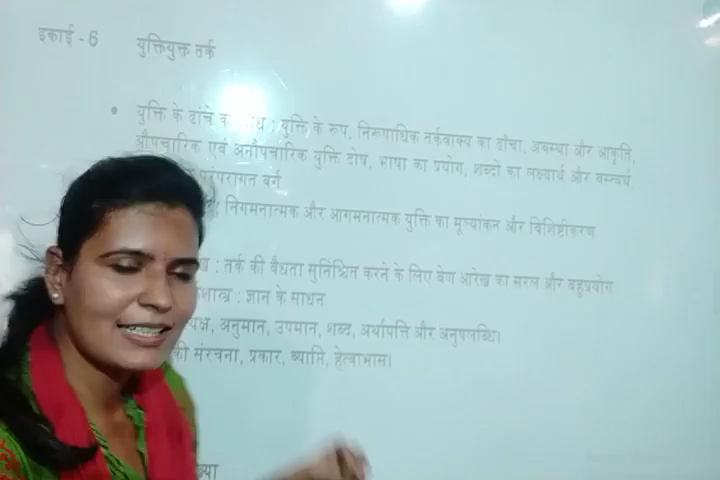 इकाई - 6 युक्तियुक्त तर्क
• युक्ति के ढांचे का बोध : युक्ति के रूप, निरूपाधिक तर्कवाक्य का ढाँचा, अवस्था और आकृति,
औपचारिक एवं अनौपचारिक युक्ति दोष, भाषा का प्रयोग, शब्दों का लक्ष्यार्थ और वस्त्वर्थ,
परंपरागत वर्ग
: निगमनात्मक और आगमनात्मक युक्ति का मूल्यांकन और विशिष्टीकरण
: तर्क की वैधता सुनिश्चित करने के लिए वेण आरेख का सरल और बहुप्रयोग
शास्त्र : ज्ञान के साधन
अनुमान, उपमान, शब्द, अर्थापत्ति और अनुपलब्धि।
की संरचना, प्रकार, व्याप्ति, हेत्वाभास।